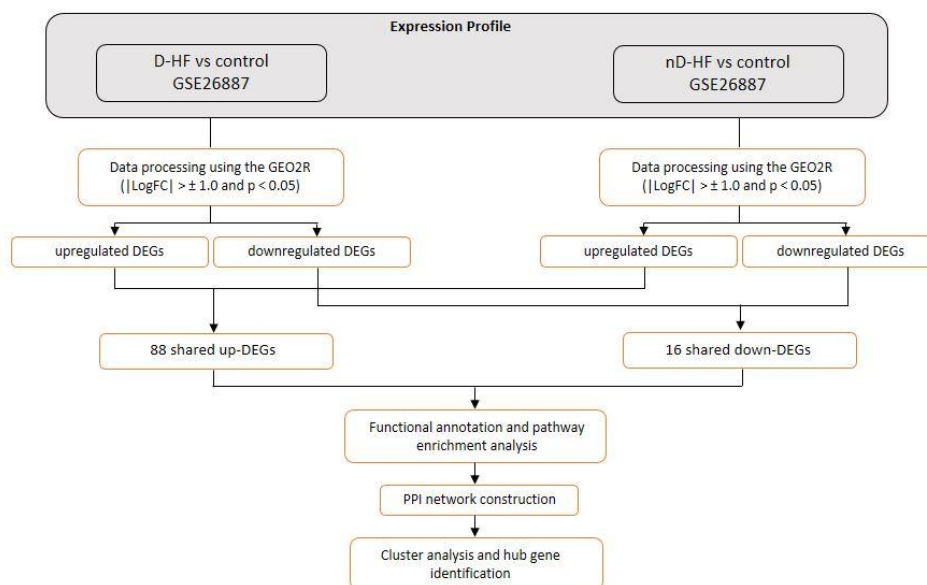 Expression Profile
D-HF vs control
GSE26887
nD-HF vs control
GSE26887
Data processing using the GEO2R
(|LogFC| > ± 1.0 and p < 0.05)
Data processing using the GEO2R
(|LogFC| > ± 1.0 and p < 0.05)
upregulated DEGs
downregulated DEGs
upregulated DEGs
downregulated DEGs
88 shared up-DEGs
16 shared down-DEGs
Functional annotation and pathway
enrichment analysis
PPI network construction
Cluster analysis and hub gene
identification